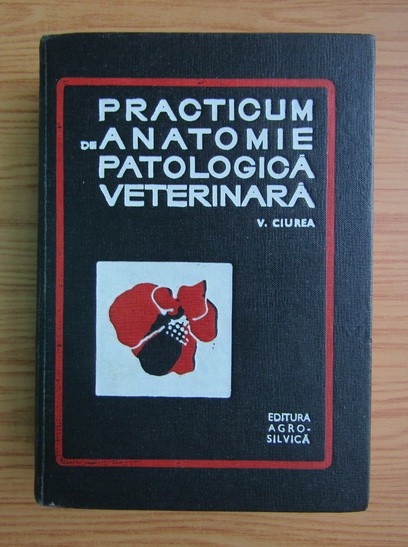 PRACTICUM
DE ANATOMIE
PATOLOGICĂ
VETERINARĂ
V. CIUREA
EDITURA
AGRO-
SILVICĂ